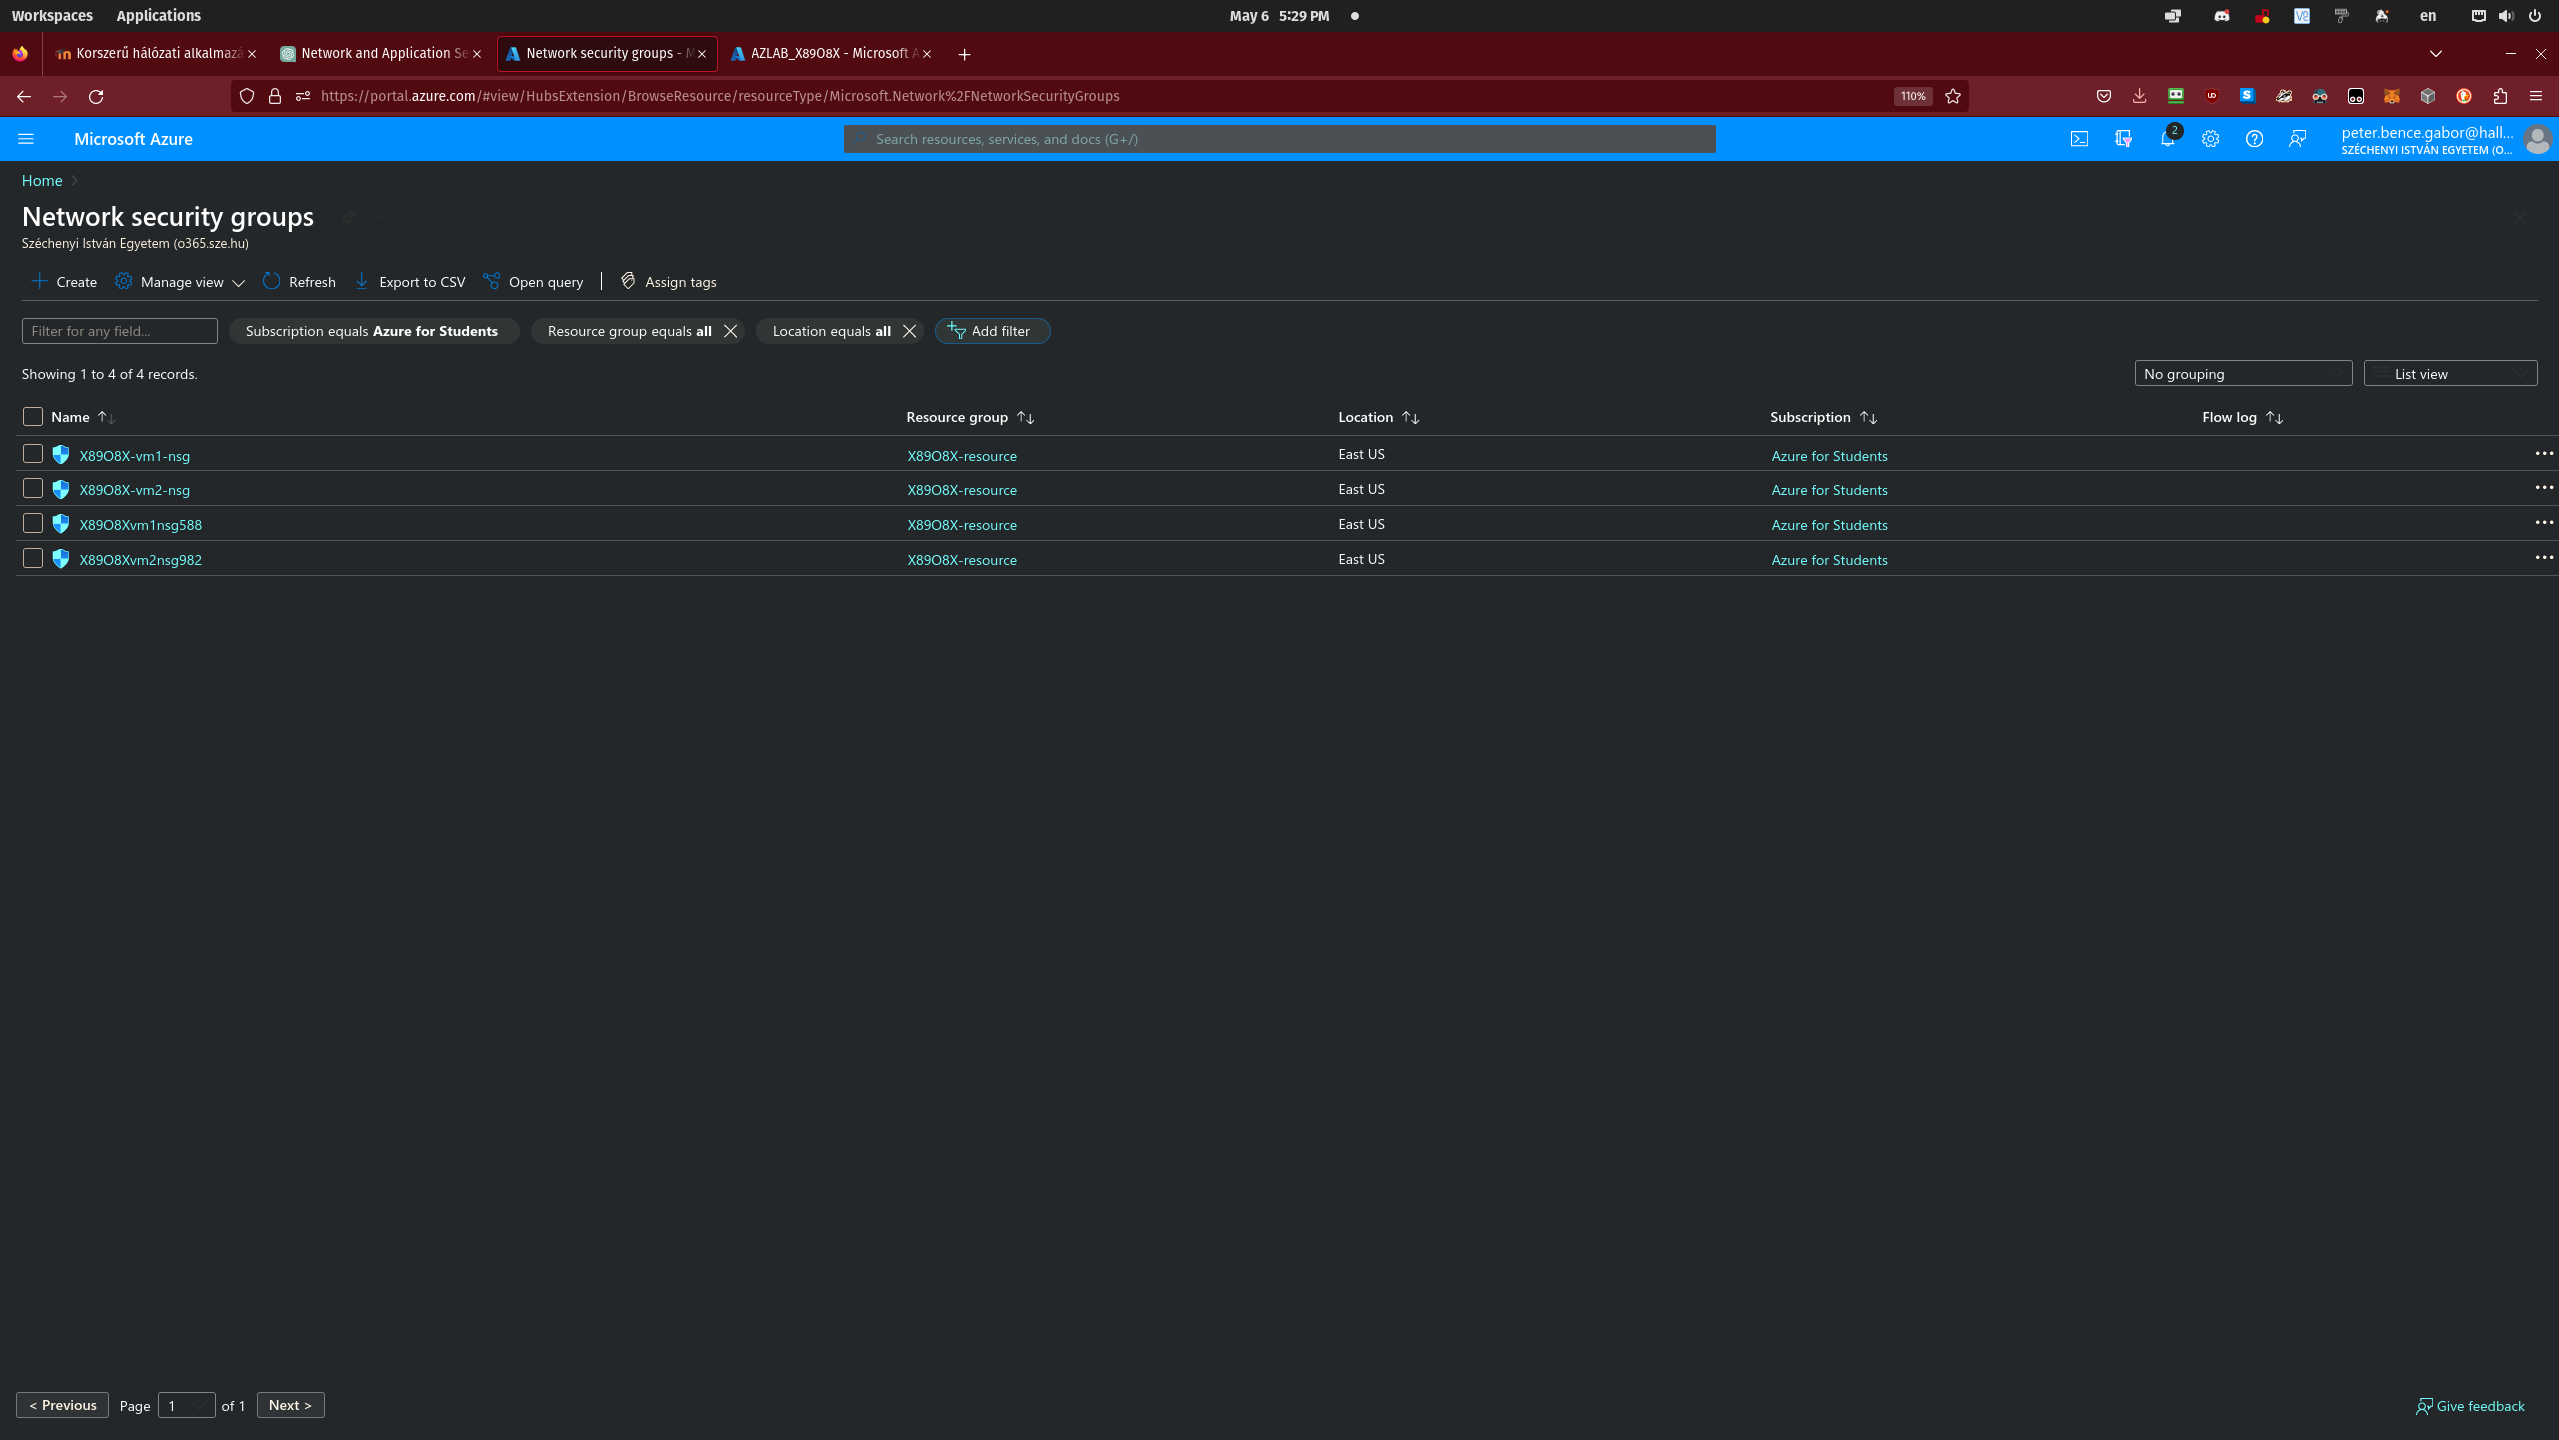 Workspaces Applications May 6 5:29 PM en
Korszerű hálózati alkalmazá Network and Application Se Network security groups - M AZLAB_X89O8X - Microsoft A
https://portal.azure.com/#view/HubsExtension/BrowseResource/resourceType/Microsoft.Network%2FNetworkSecurityGroups 110%
Microsoft Azure Search resources, services, and docs (G+/) 2 peter.bence.gabor@hall...
SZÉCHENYI ISTVÁN EGYETEM (O...
Home
Network security groups
Széchenyi István Egyetem (o365.sze.hu)
Create Manage view Refresh Export to CSV Open query Assign tags
Filter for any field... Subscription equals Azure for Students Resource group equals all Location equals all Add filter
Showing 1 to 4 of 4 records. No grouping List view
Name Resource group Location Subscription Flow log
X89O8X-vm1-nsg X89O8X-resource East US Azure for Students
X89O8X-vm2-nsg X89O8X-resource East US Azure for Students
X89O8Xvm1nsg588 X89O8X-resource East US Azure for Students
X89O8Xvm2nsg982 X89O8X-resource East US Azure for Students
< Previous Page 1 of 1 Next > Give feedback